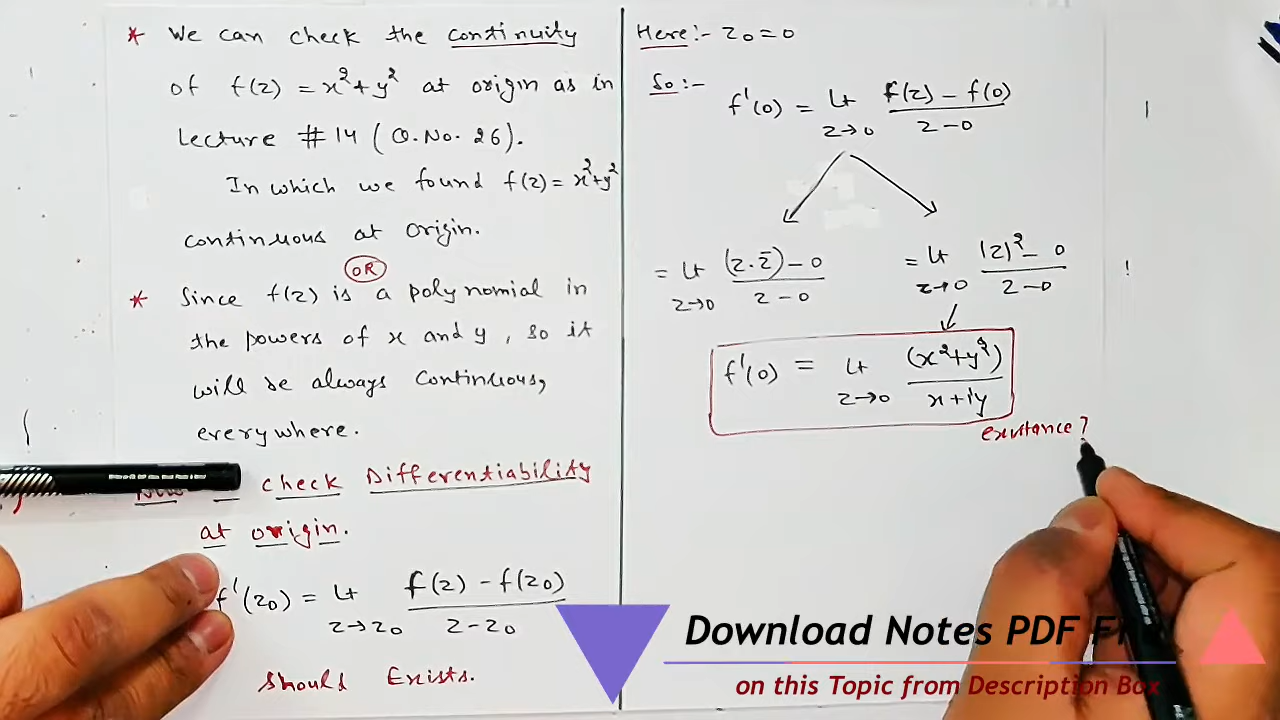 * We can check the continuity
of f(z) = x²+y² at origin as in
Lecture #14 (Q.No. 26).
In which we found f(z) = x²+y²
continuous at origin.
OR
* Since f(z) is a polynomial in
the powers of x and y, so it
will be always continuous,
everywhere.
check Differentiability
at origin.
f'(z₀) = Lt z→z₀ (f(z) - f(z₀))/(z - z₀)
should Exists.
Here:- z₀ = 0
So:-
f'(0) = Lt z→0 (f(z) - f(0))/(z - 0)
= Lt z→0 ((z·z̄) - 0)/(z - 0)
= Lt z→0 (|z|² - 0)/(z - 0)
f'(0) = Lt z→0 (x²+y²)/(x+iy)
existance?
Download Notes PDF
on this Topic from Description Box